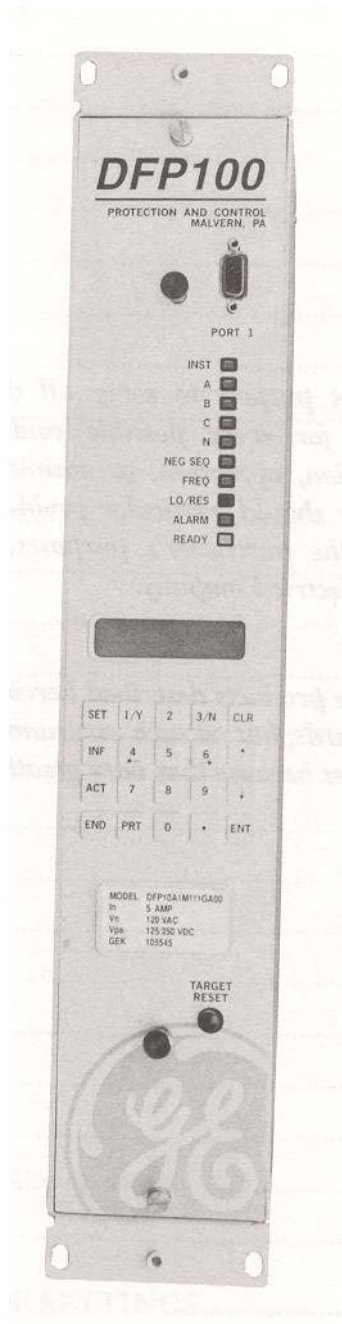 DFP100
PROTECTION AND CONTROL
MALVERN, PA
PORT 1
INST
A
B
C
N
NEG SEQ
FREQ
LO/RES
ALARM
READY
SET 1/Y 2 3/N CLR
INF 4 5 6
ACT 7 8 9
END PRT 0 . ENT
MODEL DFP10A1M111GA00
In 5 AMP
Vn 120 VAC
Vps 125 250 VDC
GEK 105545
TARGET
RESET
GE